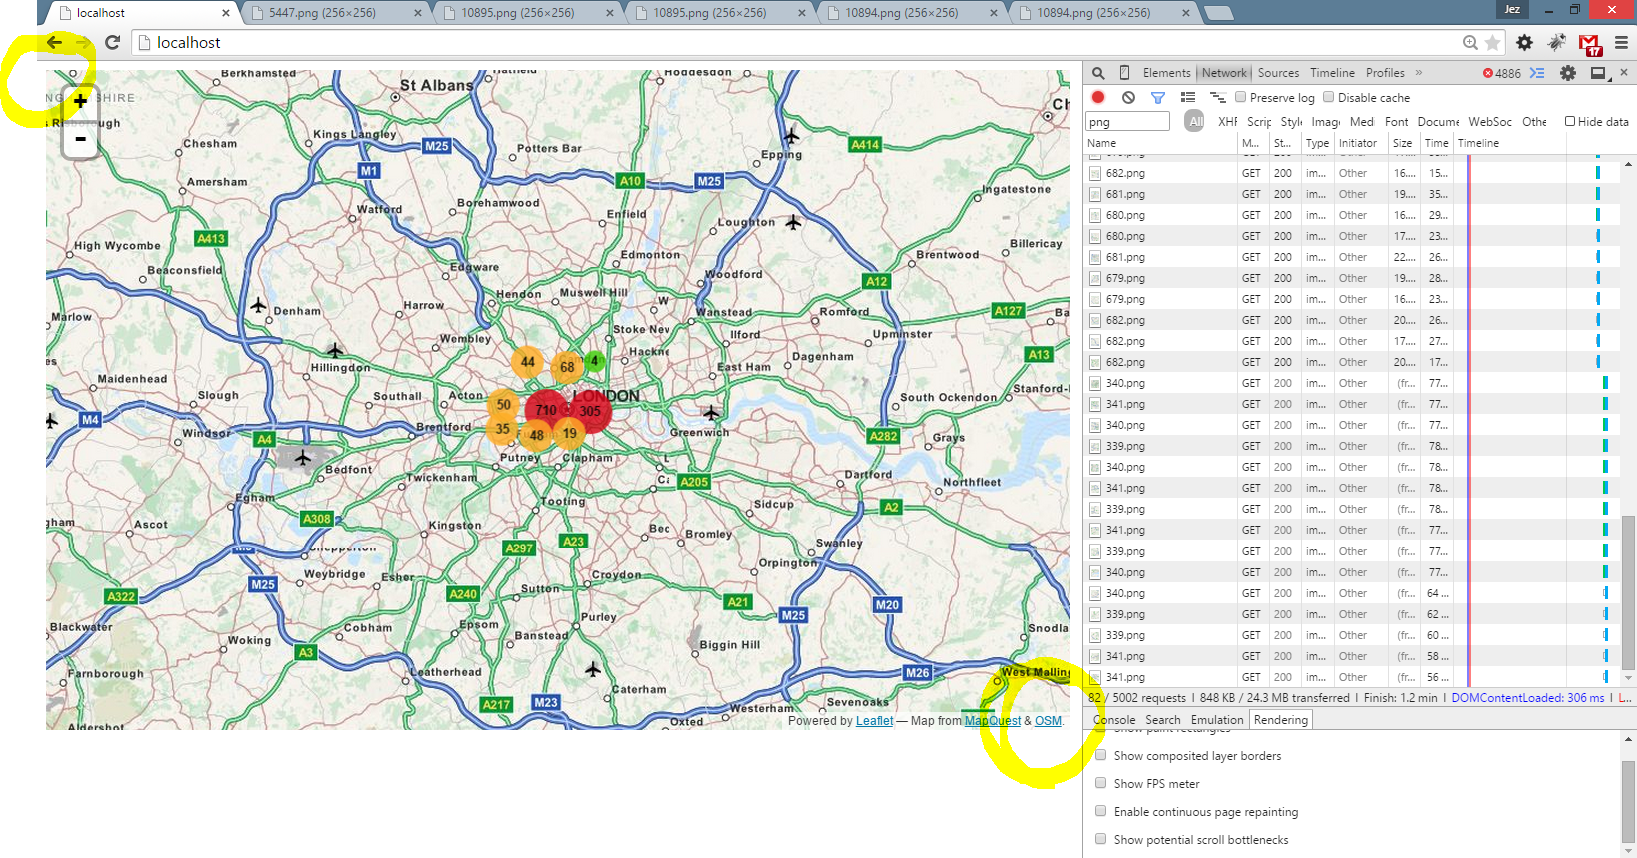 localhost
5447.png (256×256)
10895.png (256×256)
10895.png (256×256)
10894.png (256×256)
10894.png (256×256)
Jez
localhost
17
Berkhamsted
Hatfield
Hoddesdon
St Albans
Kings Langley
M25
Chesham
Potters Bar
Epping
A414
M1
Amersham
A10
M25
Ingatestone
Watford
Borehamwood
Enfield
Loughton
High Wycombe
A413
Billericay
Beaconsfield
Edgware
Edmonton
Woodford
Brentwood
A12
Hendon
Muswell Hill
Marlow
Denham
Harrow
Wanstead
Romford
A127
Wembley
Ilford
Upminster
44
68
4
Dagenham
A13
Hillingdon
East Ham
Maidenhead
Slough
Southall
Acton
50
710
305
LONDON
South Ockendon
M4
Windsor
A4
Brentford
35
48
19
Greenwich
A282
Grays
Bedfont
Putney
Clapham
Twickenham
A205
Dartford
Northfleet
Egham
Tooting
Sidcup
A2
Ascot
A308
Kingston
A297
A23
Bromley
Swanley
Weybridge
Esher
Croydon
Orpington
M25
Sutton
A322
A240
A21
M25
M20
Blackwater
Cobham
Epsom
Purley
Woking
A3
Banstead
Biggin Hill
Farnborough
Leatherhead
M26
West Malling
A217
M23
Caterham
Westerham
Sevenoaks
Aldershot
Oxted
Powered by Leaflet — Map from MapQuest & OSM.
+
-
Elements Network Sources Timeline Profiles » 4886
Preserve log Disable cache
png All XHR Scrip Style Imag Medi Font Docume WebSoc Othe Hide data
Name M... St... Type Initiator Size Time Timeline
682.png GET 200 im... Other 16.... 15...
681.png GET 200 im... Other 19.... 35...
680.png GET 200 im... Other 16.... 29...
680.png GET 200 im... Other 17.... 23...
681.png GET 200 im... Other 22.... 26...
679.png GET 200 im... Other 19.... 28...
679.png GET 200 im... Other 16.... 23...
682.png GET 200 im... Other 20.... 26...
682.png GET 200 im... Other 17.... 27...
682.png GET 200 im... Other 20.... 17...
340.png GET 200 im... Other (fr... 77...
341.png GET 200 im... Other (fr... 77...
340.png GET 200 im... Other (fr... 77...
339.png GET 200 im... Other (fr... 78...
340.png GET 200 im... Other (fr... 78...
341.png GET 200 im... Other (fr... 78...
339.png GET 200 im... Other (fr... 78...
341.png GET 200 im... Other (fr... 77...
339.png GET 200 im... Other (fr... 77...
340.png GET 200 im... Other (fr... 77...
340.png GET 200 im... Other (fr... 64 ...
339.png GET 200 im... Other (fr... 62 ...
339.png GET 200 im... Other (fr... 60 ...
341.png GET 200 im... Other (fr... 58 ...
341.png GET 200 im... Other (fr... 56 ...
82 / 5002 requests I 848 KB / 24.3 MB transferred I Finish: 1.2 min I DOMContentLoaded: 306 ms I L...
Console Search Emulation Rendering
Show paint rectangles
Show composited layer borders
Show FPS meter
Enable continuous page repainting
Show potential scroll bottlenecks